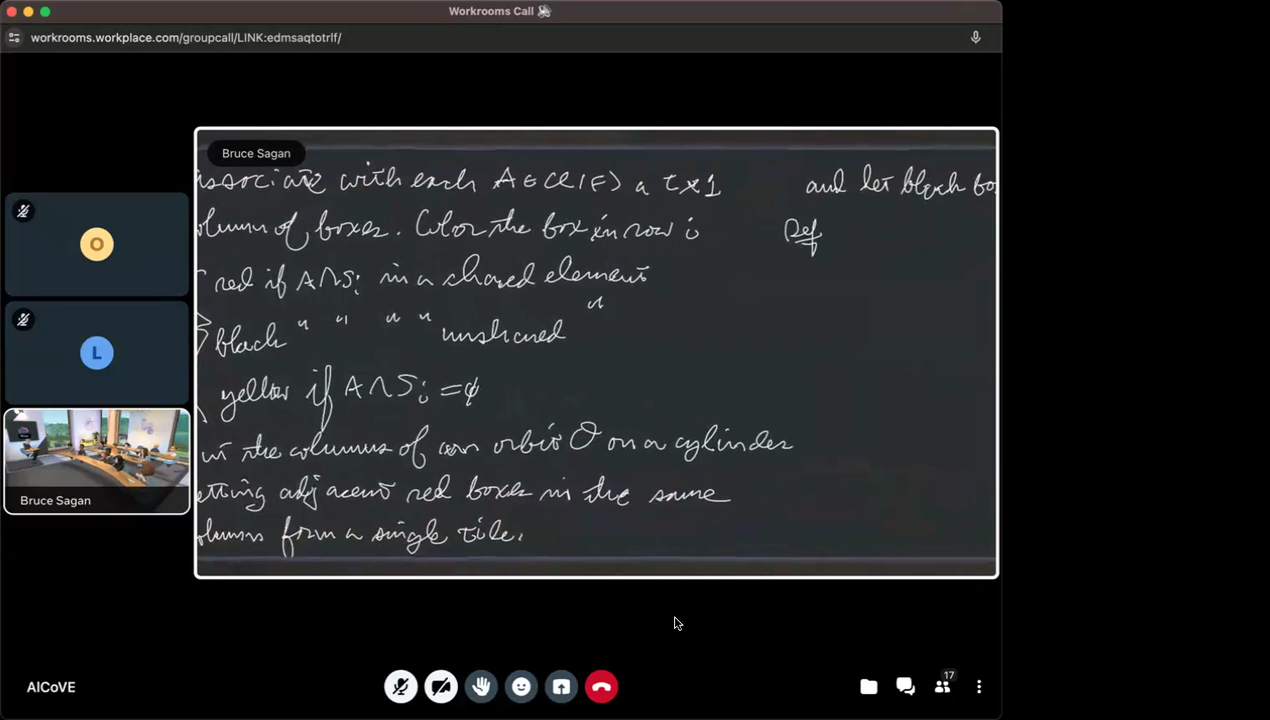 Workrooms Call
workrooms.workplace.com/groupcall/LINK:edmsaqtotrlf/
O
L
Bruce Sagan
Bruce Sagan
ssociate with each A ∈ (F) a t×1
olumn of boxes. Color the box in row i
red if A∩Si in a shared element
black " " " " unshared "
yellow if A∩Si = φ
the columns of an orbit O on a cylinder
etting adjacent red boxes in the same
olumns form a single tile.
and let black bo
Def
AICoVE
17